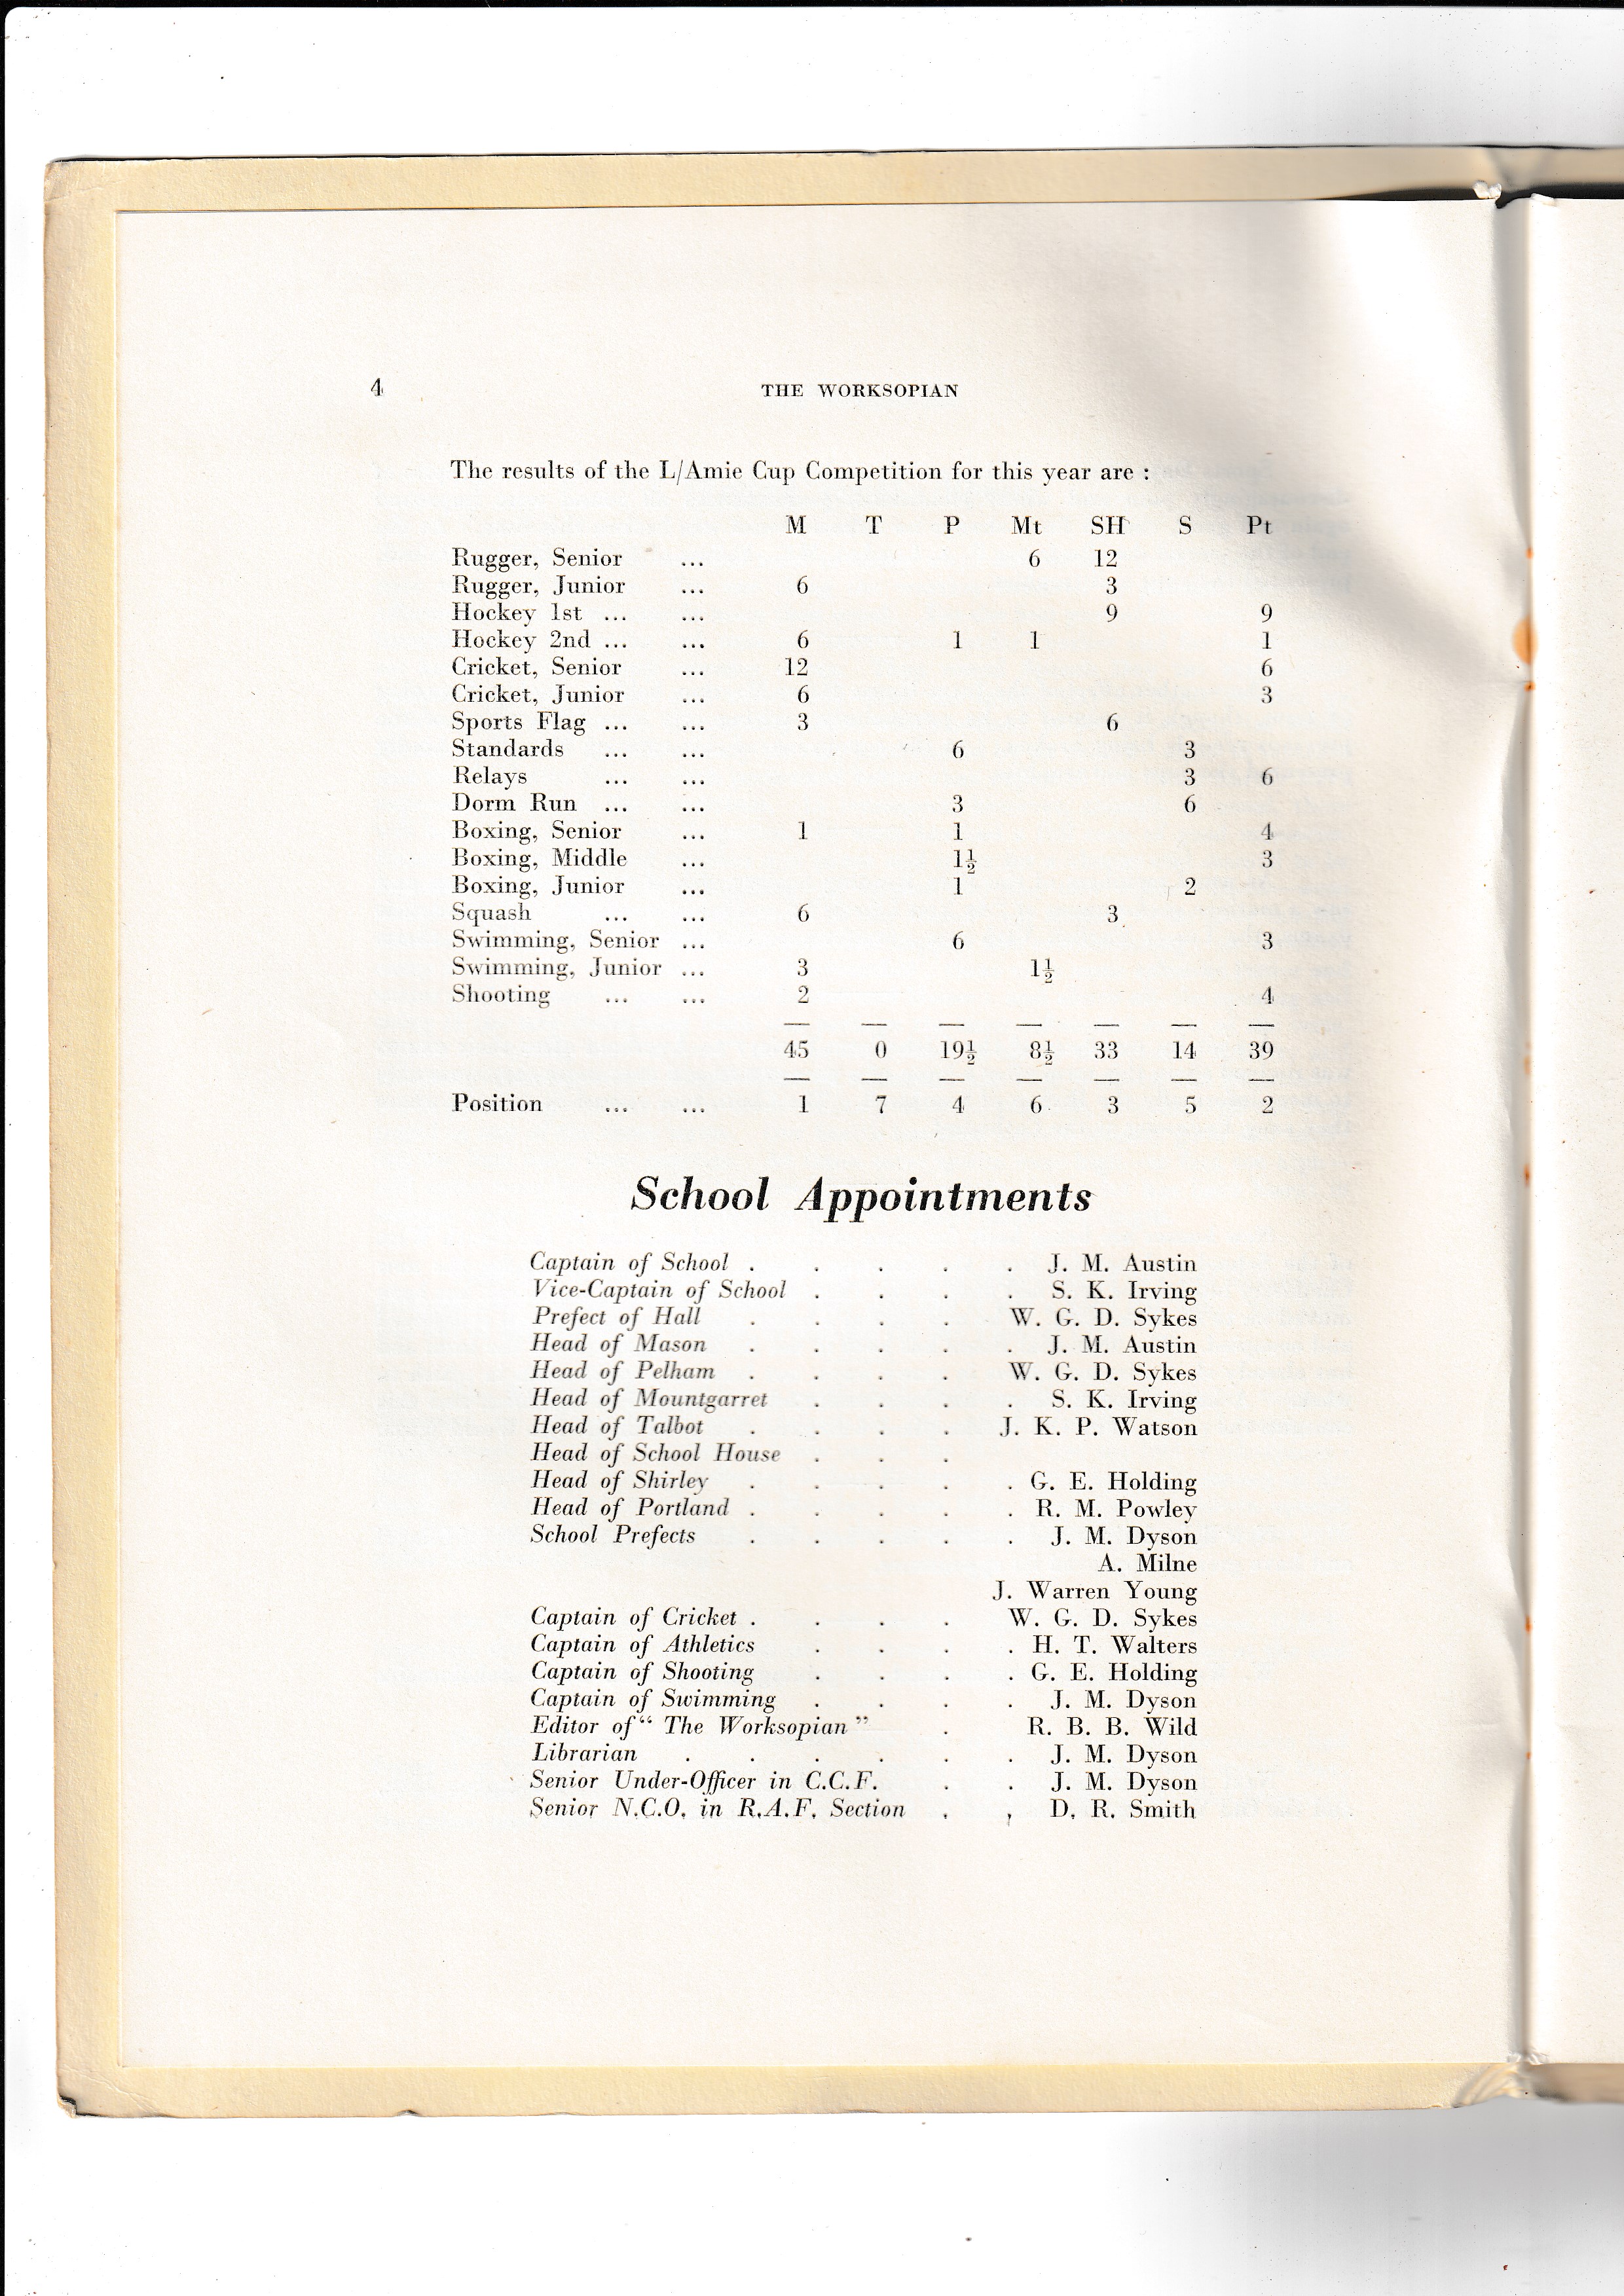 4 THE WORKSOPIAN
The results of the L/Amie Cup Competition for this year are :
M T P Mt SH S Pt
Rugger, Senior ... 6 12
Rugger, Junior ... 6 3
Hockey 1st ... ... 9 9
Hockey 2nd ... ... 6 1 1 1
Cricket, Senior ... 12 6
Cricket, Junior ... 6 3
Sports Flag ... ... 3 6
Standards ... ... 6 3
Relays ... ... 3 6
Dorm Run ... ... 3 6
Boxing, Senior ... 1 1 4
Boxing, Middle ... 1½ 3
Boxing, Junior ... 1 2
Squash ... ... 6 3
Swimming, Senior ... 6 3
Swimming, Junior ... 3 1½
Shooting ... ... 2 4
45 0 19½ 8½ 33 14 39
Position ... ... 1 7 4 6 3 5 2
School Appointments
Captain of School . . . . . J. M. Austin
Vice-Captain of School . . . . S. K. Irving
Prefect of Hall . . . . W. G. D. Sykes
Head of Mason . . . . . J. M. Austin
Head of Pelham . . . . W. G. D. Sykes
Head of Mountgarret . . . . S. K. Irving
Head of Talbot . . . . J. K. P. Watson
Head of School House . . .
Head of Shirley . . . . . G. E. Holding
Head of Portland . . . . . R. M. Powley
School Prefects . . . . . J. M. Dyson
A. Milne
J. Warren Young
Captain of Cricket . . . . W. G. D. Sykes
Captain of Athletics . . . . H. T. Walters
Captain of Shooting . . . . G. E. Holding
Captain of Swimming . . . . J. M. Dyson
Editor of “ The Worksopian ” . R. B. B. Wild
Librarian . . . . . . J. M. Dyson
Senior Under-Officer in C.C.F. . . J. M. Dyson
Senior N.C.O. in R.A.F. Section . , D. R. Smith